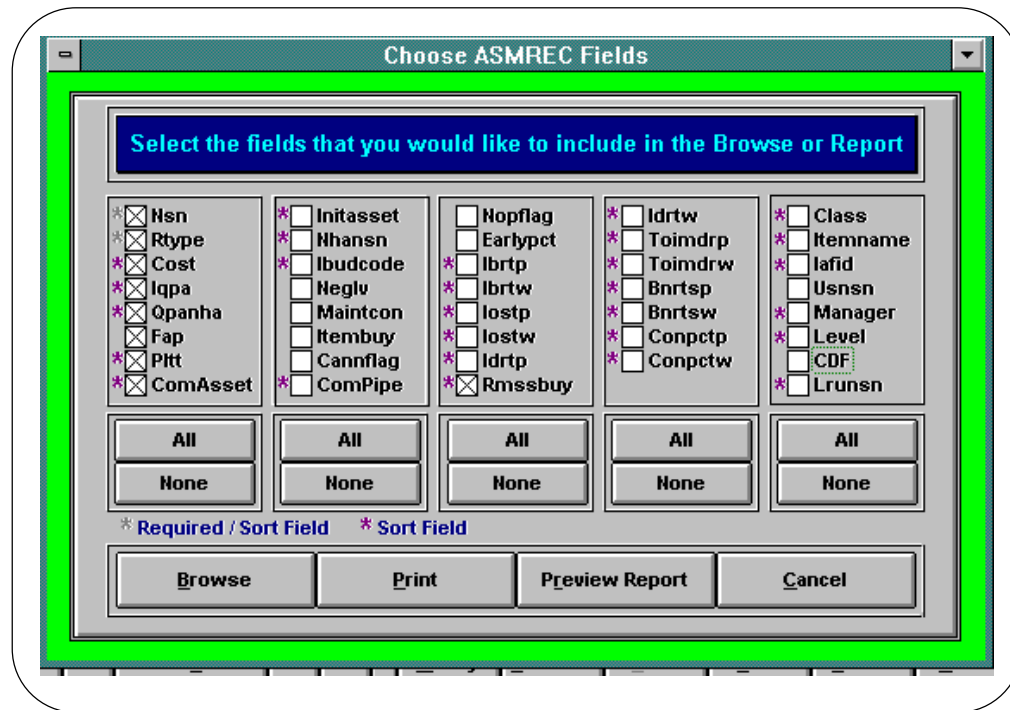 Choose ASMREC Fields
Select the fields that you would like to include in the Browse or Report
* Nsn
* Rtype
* Cost
* Iqpa
* Qpanha
Fap
* Pltt
* ComAsset
* Initasset
* Nhansn
* Ibudcode
Neglv
Maintcon
Itembuy
Cannflag
* ComPipe
Nopflag
Earlypct
* Ibrtp
* Ibrtw
* Iostp
* Iostw
* Idrtp
* Rmssbuy
* Idrtw
* Toimdrp
* Toimdrw
* Bnrtsp
* Bnrtsw
* Conpctp
* Conpctw
* Class
* Itemname
* Iafid
Usnsn
* Manager
* Level
CDF
* Lrunsn
All All All All All
None None None None None
* Required / Sort Field * Sort Field
Browse Print Preview Report Cancel